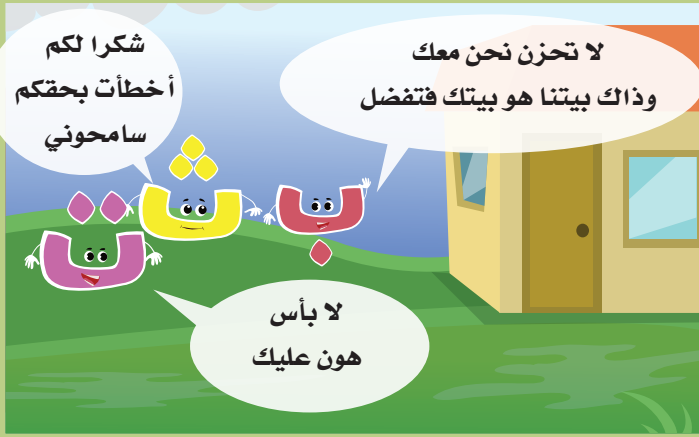 شكرا لكم
أخطأت بحقكم
سامحوني
لا تحزن نحن معك
وذاك بيتنا هو بيتك فتفضل
لا بأس
هون عليك